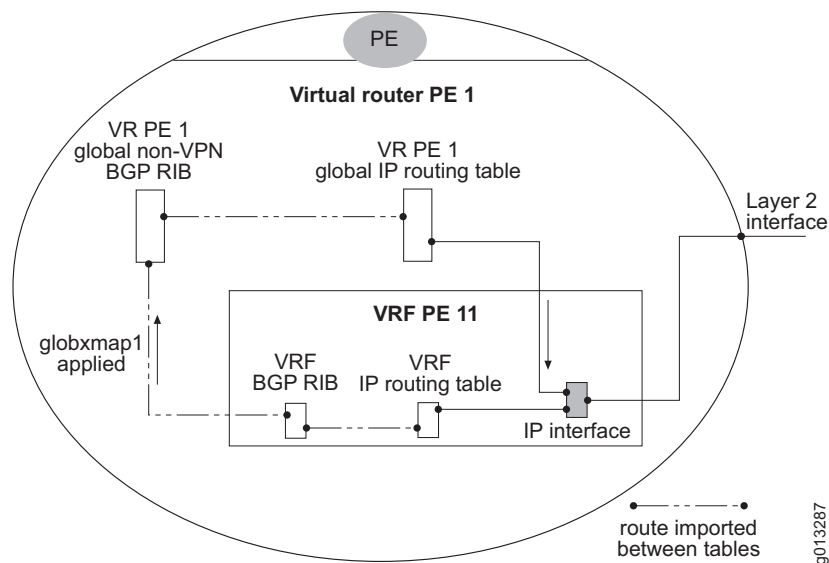 PE
Virtual router PE 1
VR PE 1
global non-VPN
BGP RIB
VR PE 1
global IP routing table
Layer 2
interface
VRF PE 11
globxmap1
applied
VRF
BGP RIB
VRF
IP routing table
IP interface
route imported
between tables
g013287